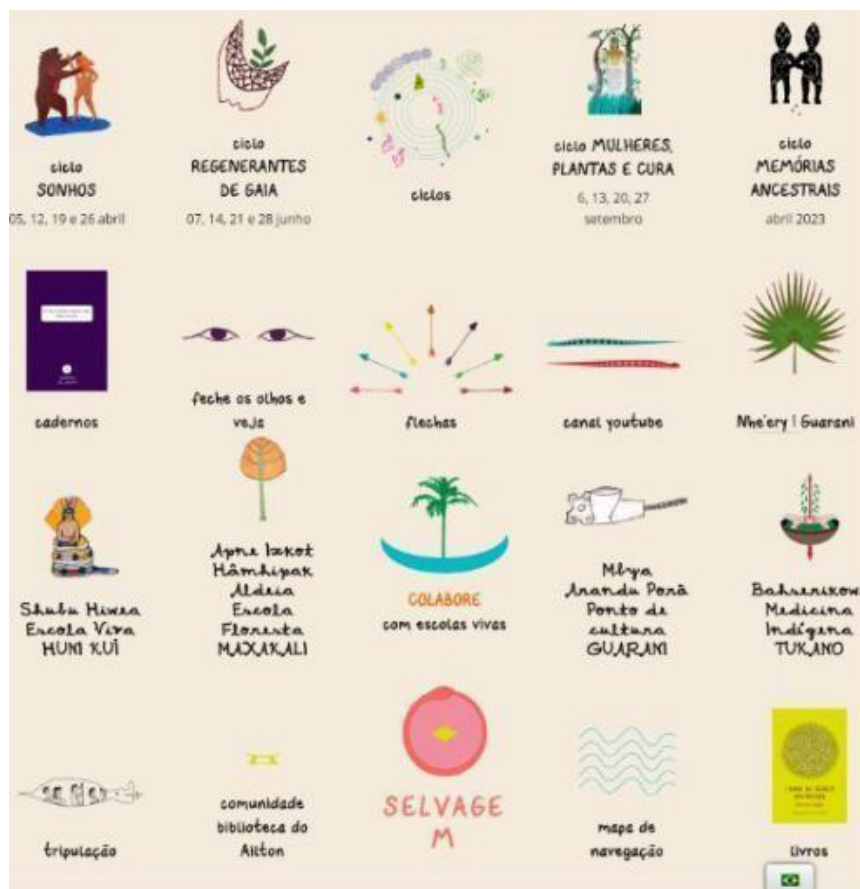 ciclo
SONHOS
05, 12, 19 e 26 abril
ciclo
REGENERANTES
DE GAIA
07, 14, 21 e 28 junho
ciclos
ciclo MULHERES,
PLANTAS E CURA
6, 13, 20, 27
setembro
ciclo
MEMÓRIAS
ANCESTRAIS
abril 2023
cadernos
feche os olhos e
veja
flechas
canal youtube
Nhe'ery | Guarani
Shubu Hiwea
Escola Viva
HUNI KUĨ
Apne Ixkot
Hâmhipak
Aldeia
Escola
Floresta
MAXAKALI
COLABORE
com escolas vivas
Mbya
Arandu Porã
Ponto de
cultura
GUARANI
Bahserikow
Medicina
Indígena
TUKANO
tripulação
comunidade
biblioteca do
Ailton
SELVAGE
M
mapa de
navegação
livros